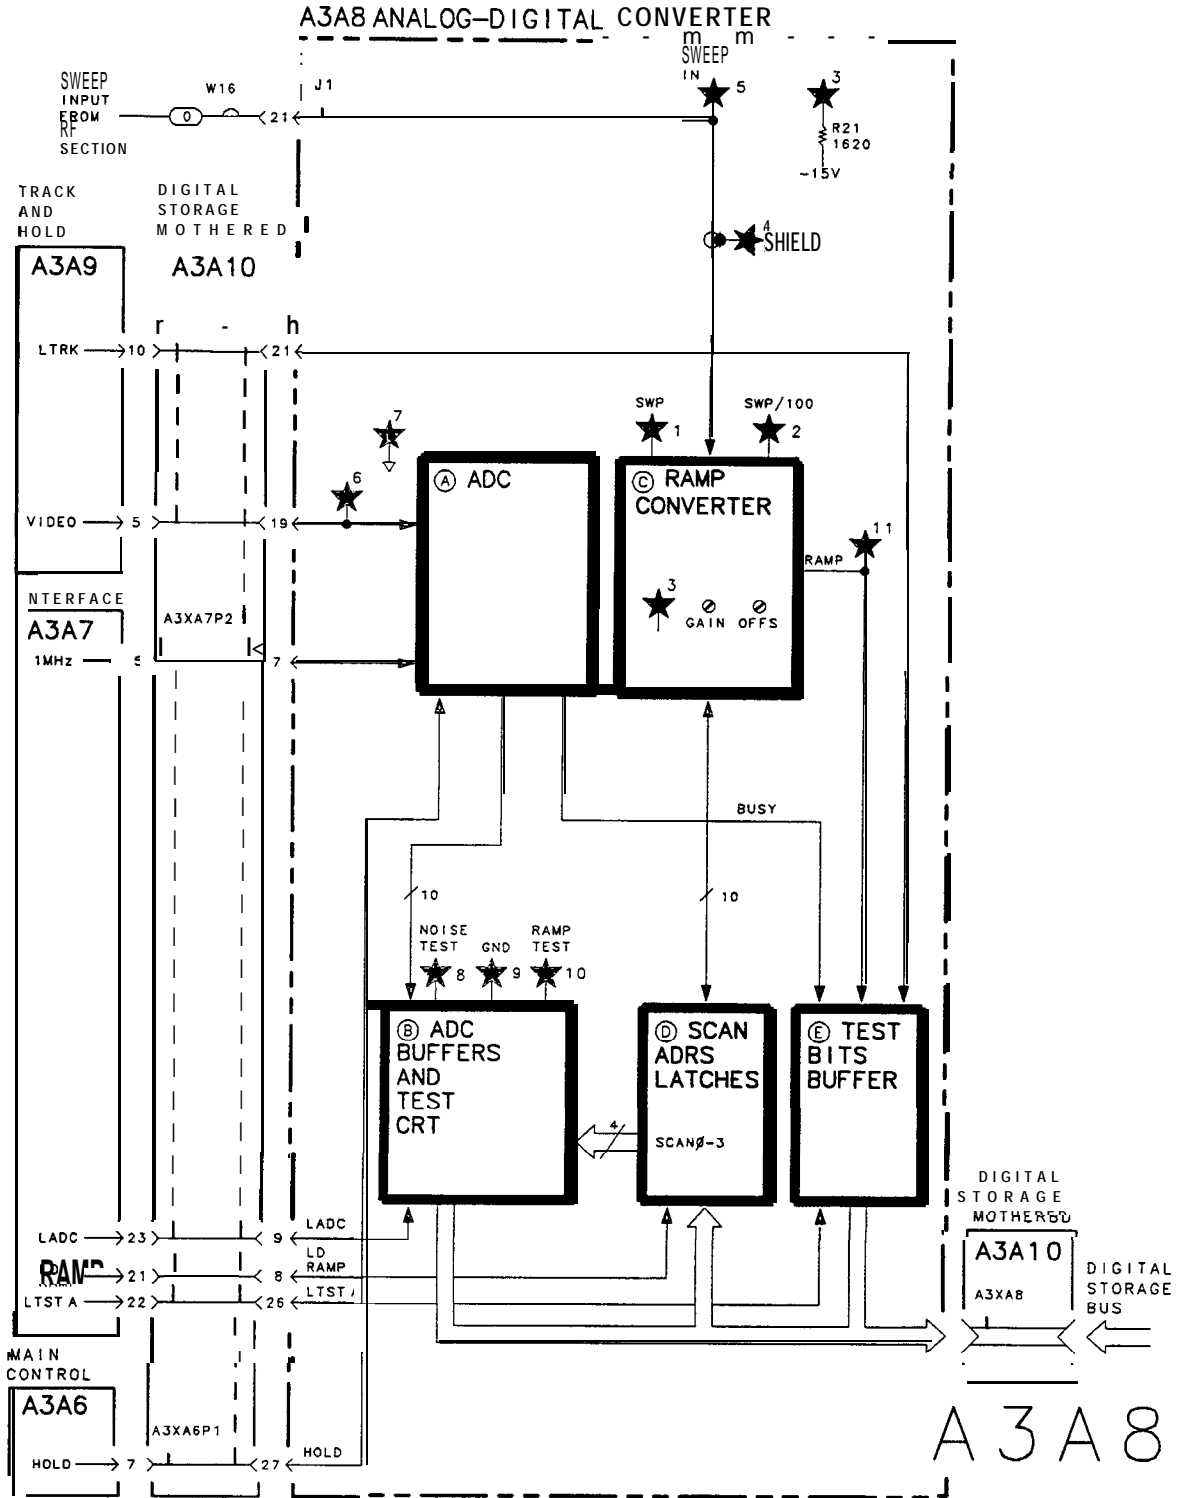 A3A8 ANALOG-DIGITAL CONVERTER
m m
SWEEP
IN
5
3
R21
1620
-15V
SWEEP
INPUT
FROM
RF
SECTION
0
W16
21
J1
TRACK
AND
HOLD
DIGITAL
STORAGE
MOTHERED
4
SHIELD
A3A9
A3A10
r - h
LTRK
10
21
7
SWP
1
SWP/100
2
6
A ADC
C RAMP
CONVERTER
VIDEO
5
19
11
RAMP
3
GAIN OFFS
NTERFACE
A3A7
A3XA7P2
1MHz
7
BUSY
10
10
NOISE
TEST
8
GND
9
RAMP
TEST
10
B ADC
BUFFERS
AND
TEST
CRT
D SCAN
ADRS
LATCHES
E TEST
BITS
BUFFER
4
SCANØ-3
LADC
23
9
LADC
RAMP
21
8
LD
RAMP
LTST A
22
26
LTST
DIGITAL
STORAGE
MOTHERBD
A3A10
A3XA8
DIGITAL
STORAGE
BUS
MAIN
CONTROL
A3A6
A3XA6P1
HOLD
7
27
HOLD
A3A8